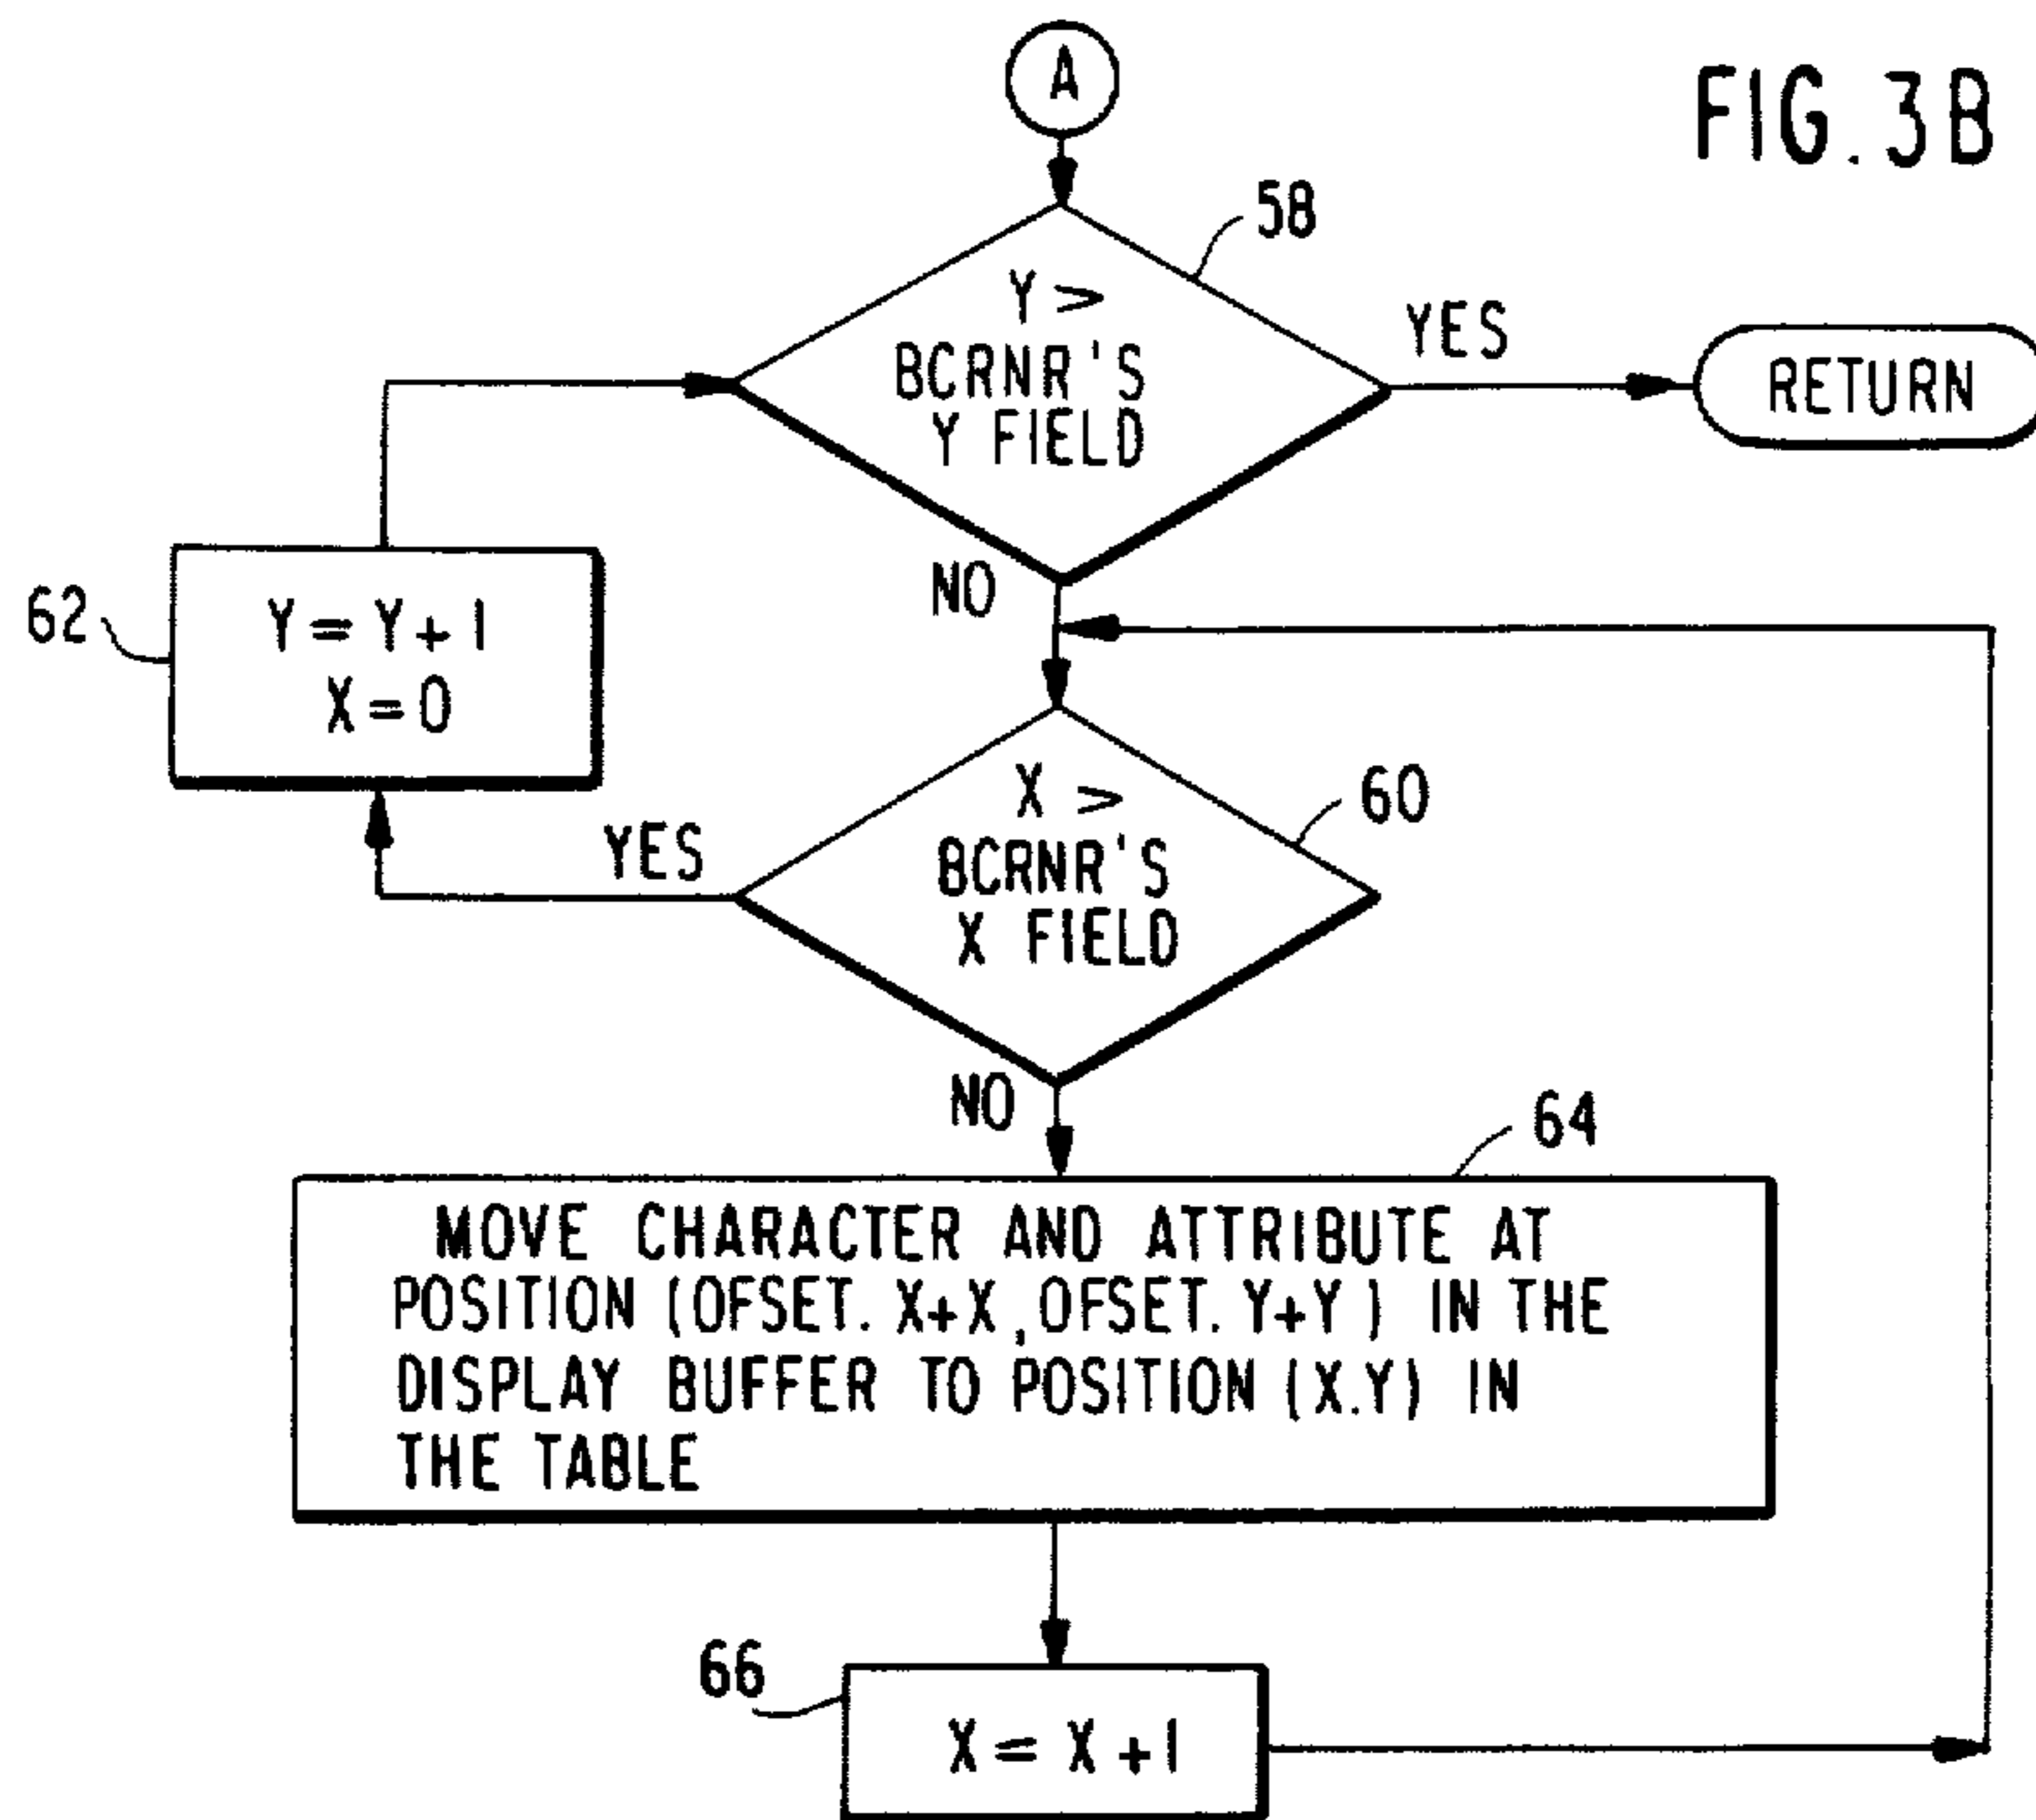 A
FIG. 3B
58
Y >
BCRNR'S
Y FIELD
YES
RETURN
NO
62
Y = Y + 1
X = 0
60
X >
BCRNR'S
X FIELD
YES
NO
64
MOVE CHARACTER AND ATTRIBUTE AT
POSITION (OFSET. X+X, OFSET. Y+Y) IN THE
DISPLAY BUFFER TO POSITION (X.Y) IN
THE TABLE
66
X = X + 1